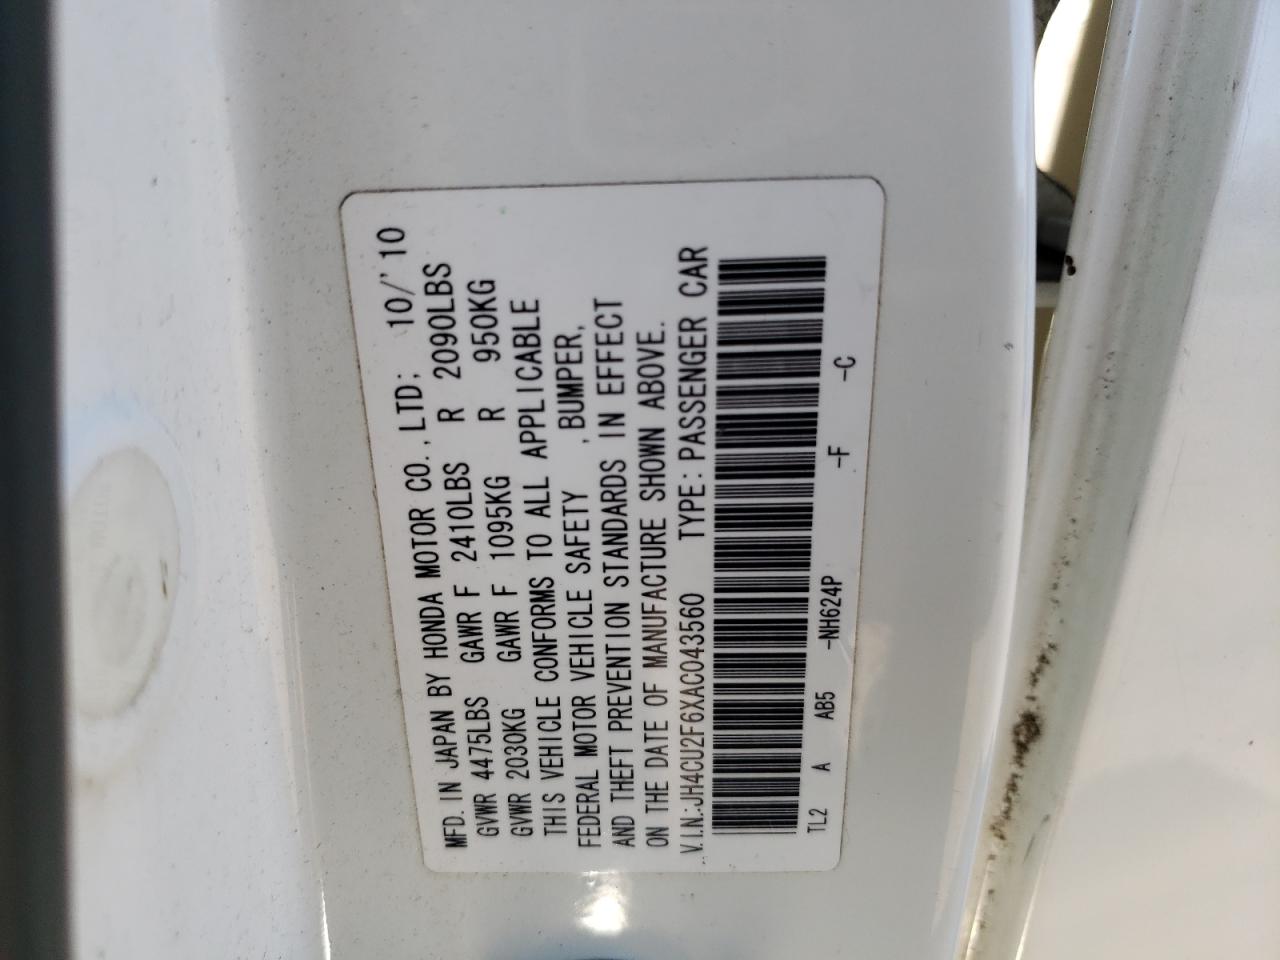 MFD. IN JAPAN BY HONDA MOTOR CO., LTD: 10/'10
GVWR 4475LBS GAWR F 2410LBS R 2090LBS
GVWR 2030KG GAWR F 1095KG R 950KG
THIS VEHICLE CONFORMS TO ALL APPLICABLE
FEDERAL MOTOR VEHICLE SAFETY ,BUMPER,
AND THEFT PREVENTION STANDARDS IN EFFECT
ON THE DATE OF MANUFACTURE SHOWN ABOVE.
V.I.N:JH4CU2F6XAC043560 TYPE: PASSENGER CAR
TL2 A AB5 -NH624P -F -C